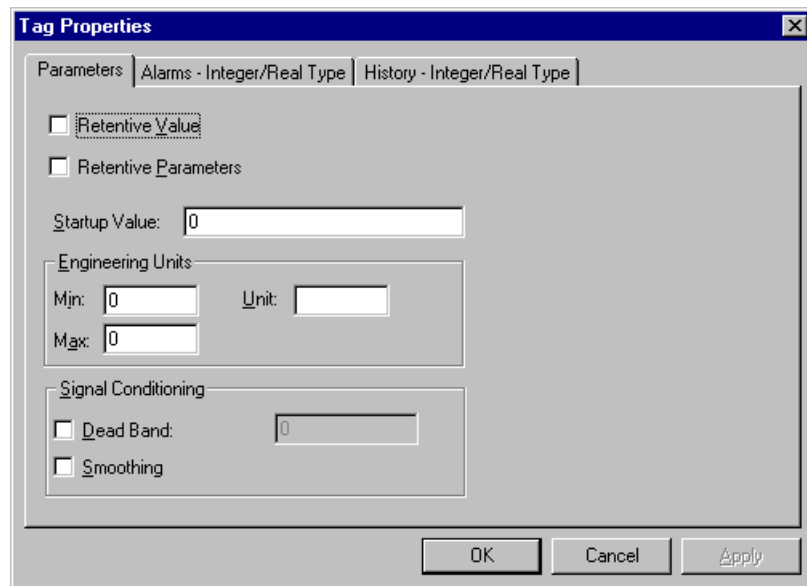 Tag Properties
Parameters Alarms - Integer/Real Type History - Integer/Real Type
Retentive Value
Retentive Parameters
Startup Value: 0
Engineering Units
Min: 0 Unit:
Max: 0
Signal Conditioning
Dead Band: 0
Smoothing
OK Cancel Apply